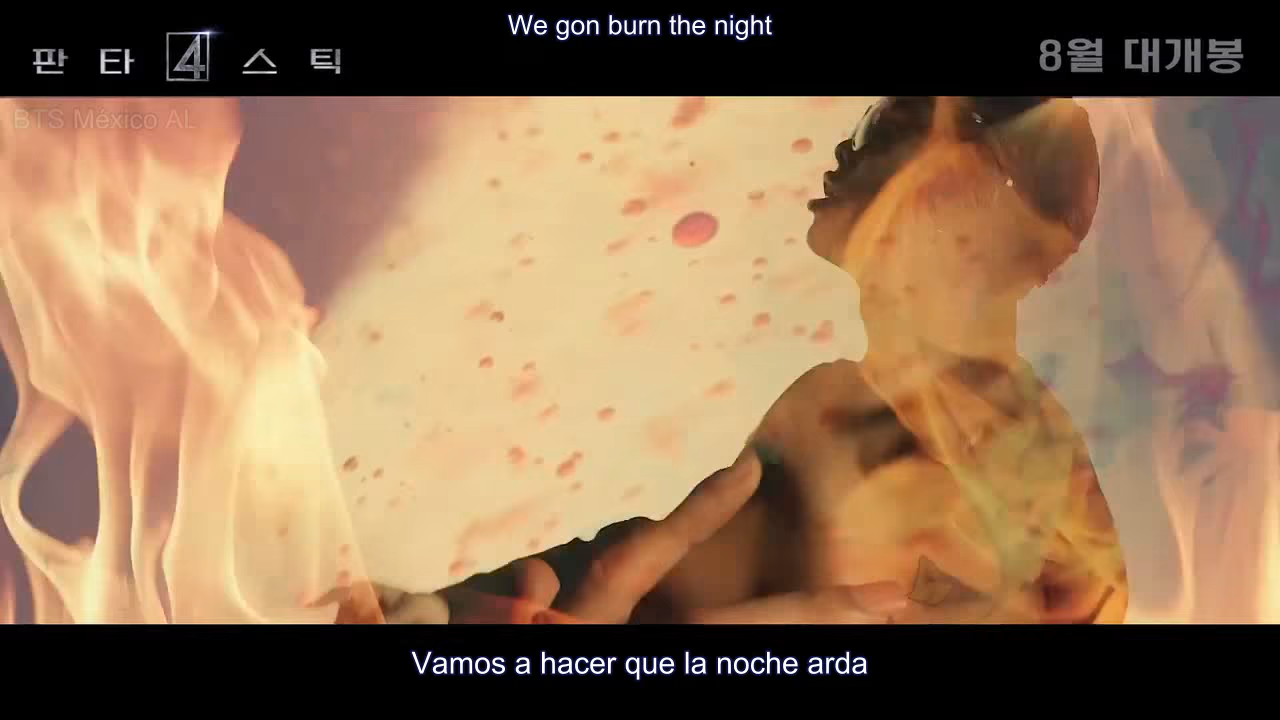 We gon burn the night
판타4스틱
8월 대개봉
BTS México AL
Vamos a hacer que la noche arda